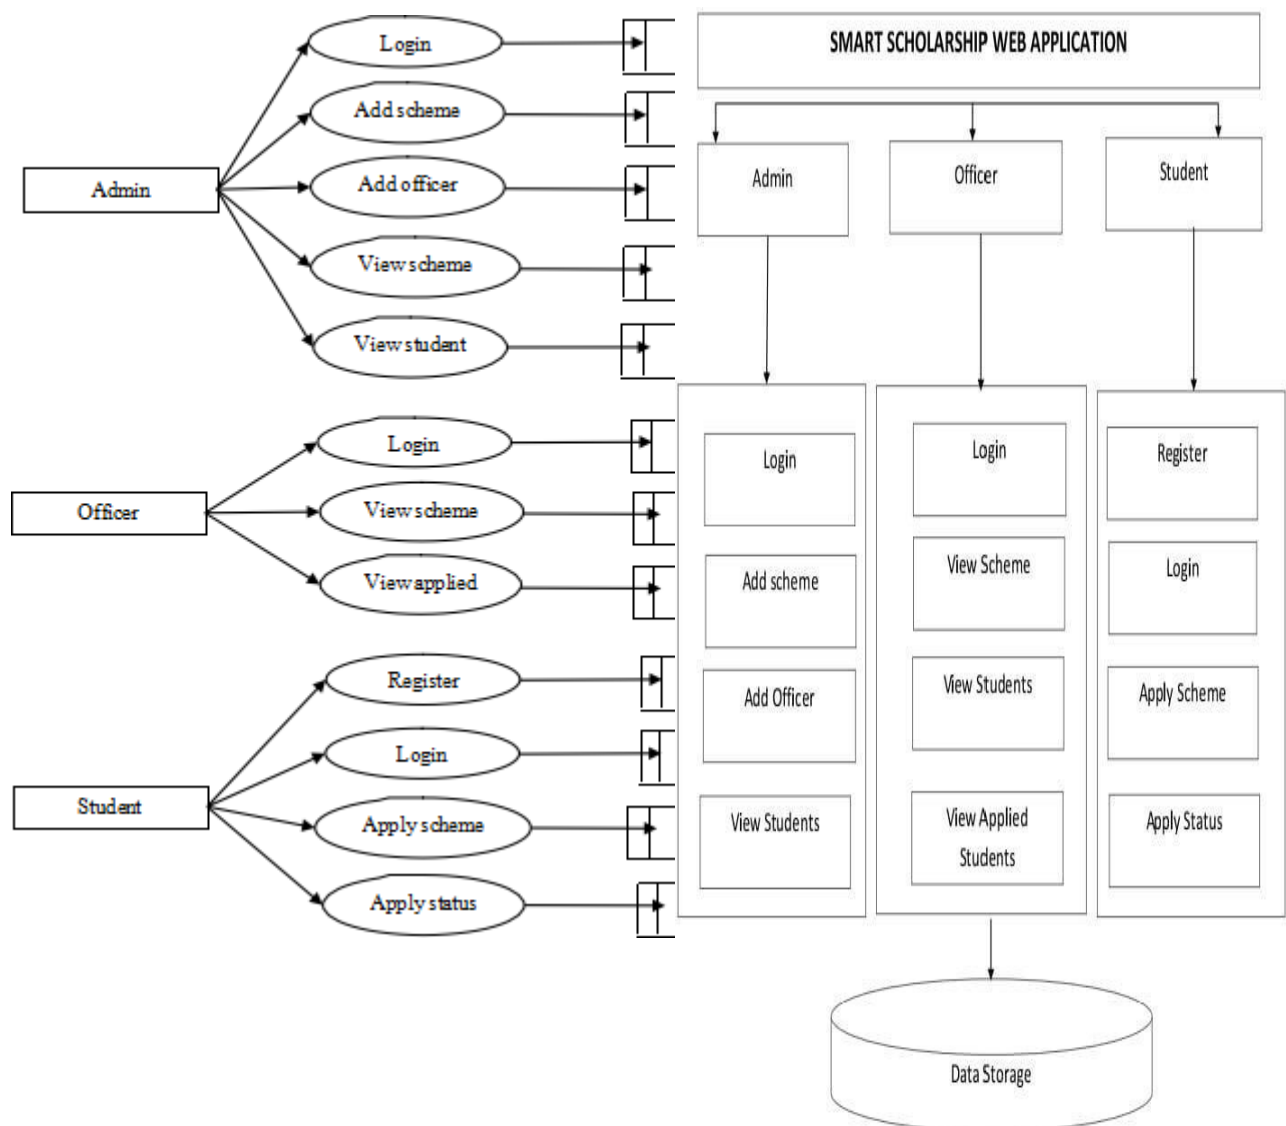 Login
Add scheme
Admin
Add officer
View scheme
View student
Login
Officer
View scheme
View applied
Register
Login
Student
Apply scheme
Apply status
SMART SCHOLARSHIP WEB APPLICATION
Admin
Officer
Student
Login
Add scheme
Add Officer
View Students
Login
View Scheme
View Students
View Applied
Students
Register
Login
Apply Scheme
Apply Status
Data Storage